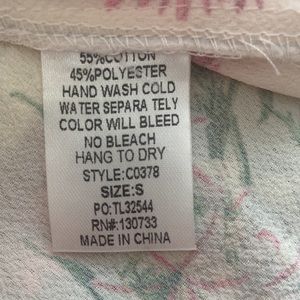 55%COTTON
45%POLYESTER
HAND WASH COLD
WATER SEPARA TELY
COLOR WILL BLEED
NO BLEACH
HANG TO DRY
STYLE:C0378
SIZE:S
PO:TL32544
RN#:130733
MADE IN CHINA